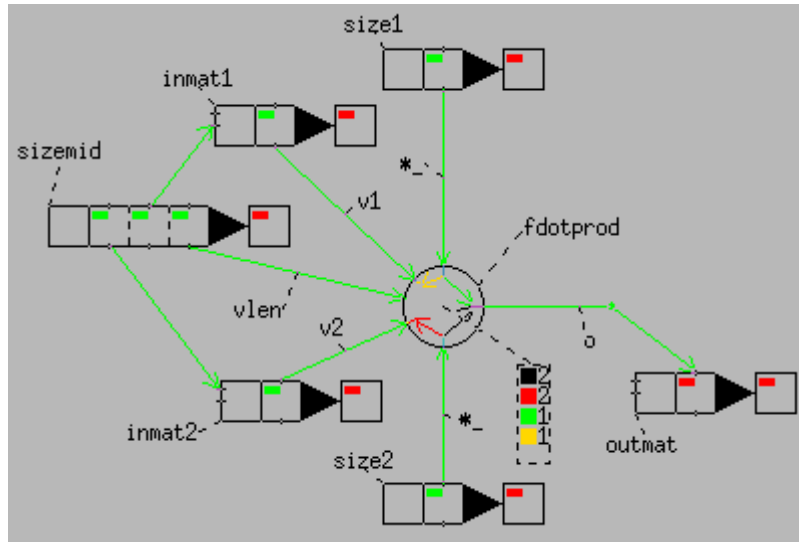 size1
inmat1
sizemid
*_
v1
fdotprod
vlen
v2
o
2
2
1
1
*_
inmat2
outmat
size2